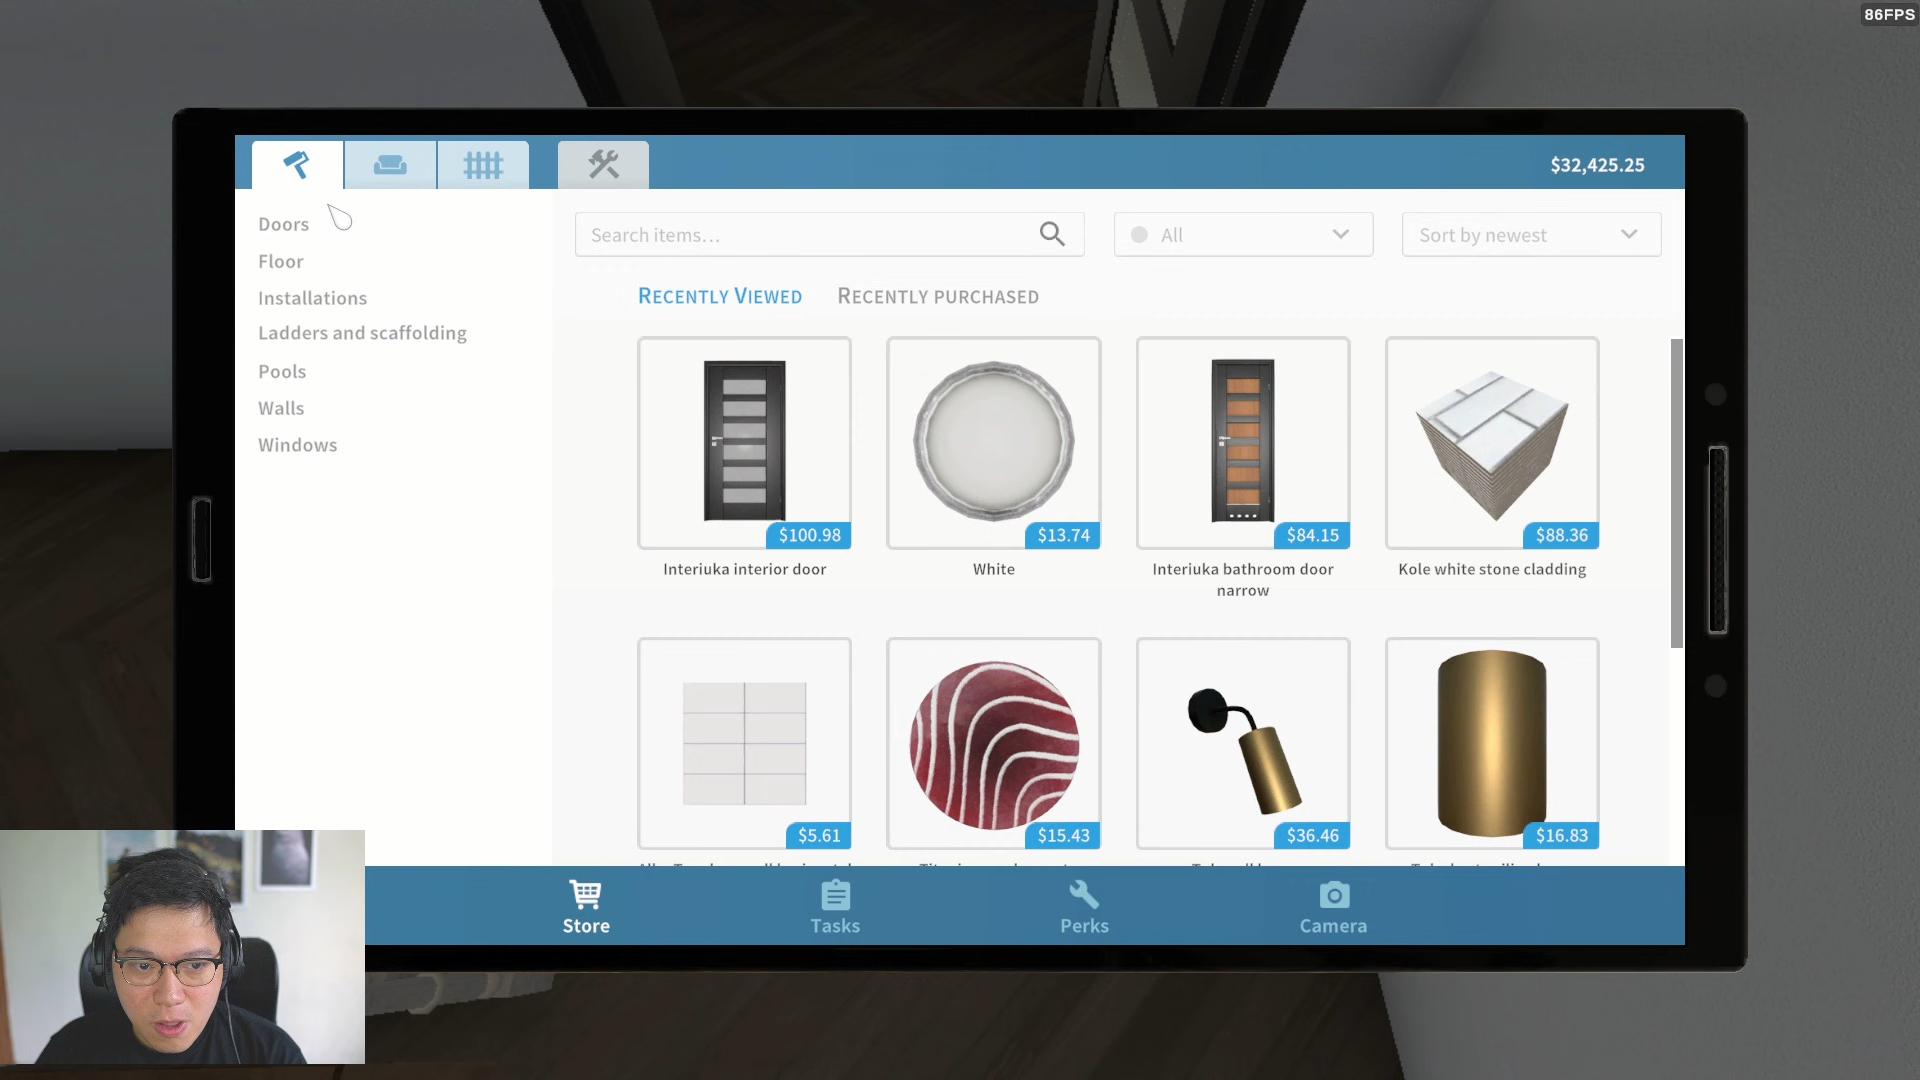 86FPS
$32,425.25
Doors
Floor
Installations
Ladders and scaffolding
Pools
Walls
Windows
Search items...
All
Sort by newest
RECENTLY VIEWED
RECENTLY PURCHASED
$100.98
$13.74
$84.15
$88.36
Interiuka interior door
White
Interiuka bathroom door
narrow
Kole white stone cladding
$5.61
$15.43
$36.46
$16.83
Store
Tasks
Perks
Camera